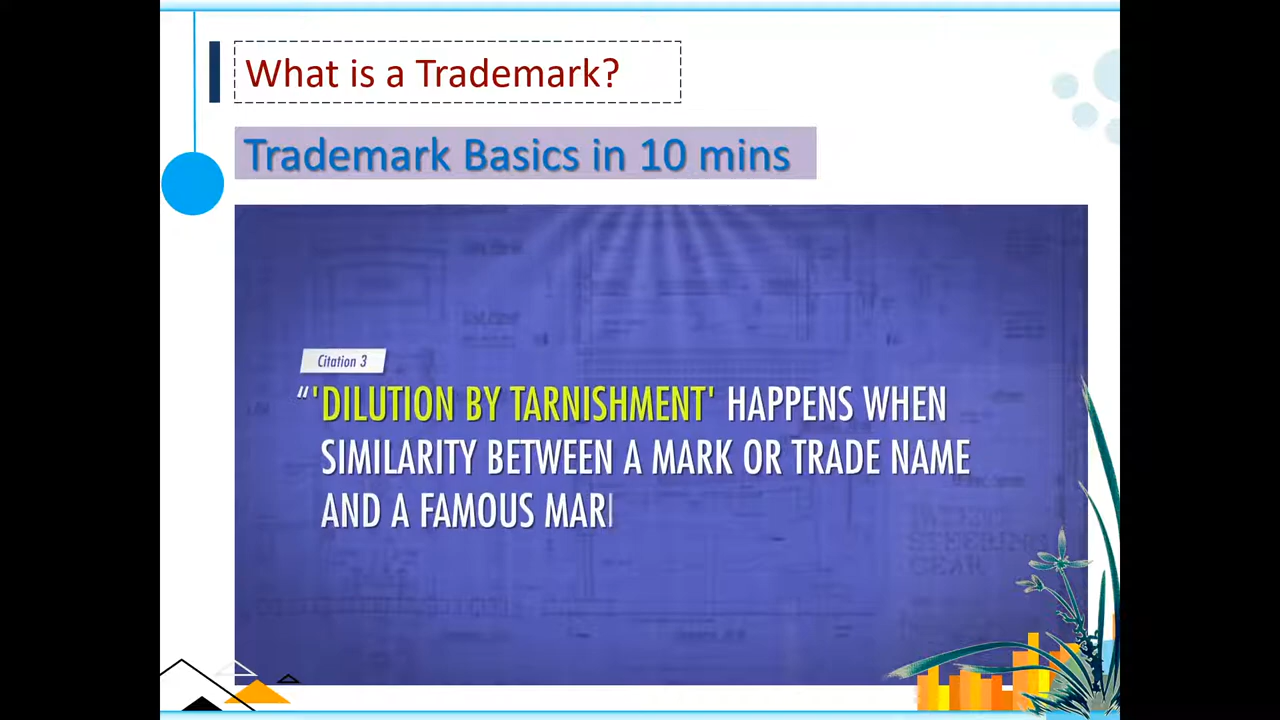 What is a Trademark?
Trademark Basics in 10 mins
Citation 3
“'DILUTION BY TARNISHMENT' HAPPENS WHEN
SIMILARITY BETWEEN A MARK OR TRADE NAME
AND A FAMOUS MAR